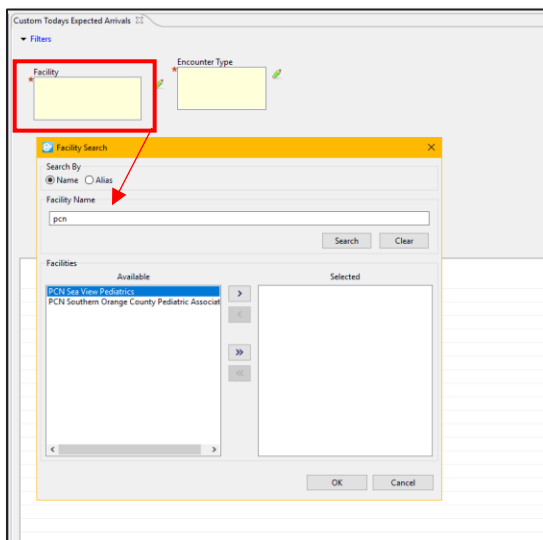 Custom Todays Expected Arrivals
Filters
Facility
Encounter Type
*
*
Facility Search
Search By
Name Alias
Facility Name
pcn
Search Clear
Facilities
Available Selected
PCN Sea View Pediatrics
PCN Southern Orange County Pediatric Associat
>
<
>>
<<
OK Cancel